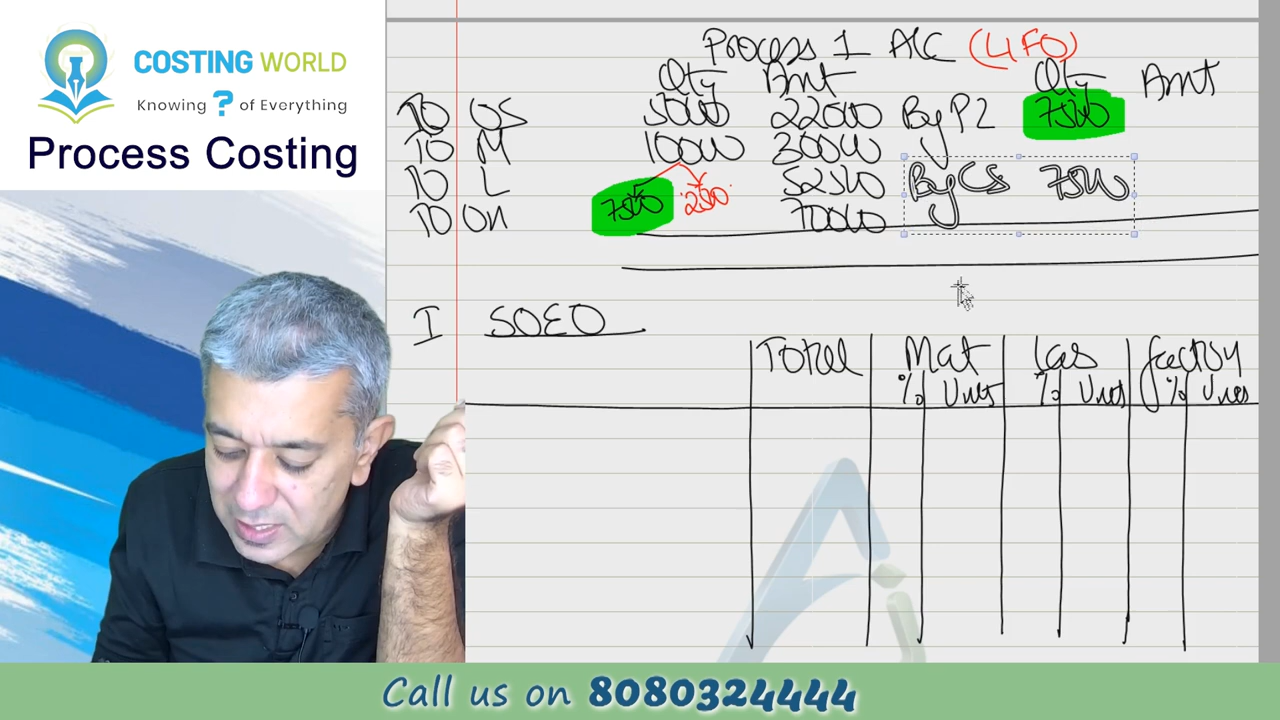 COSTING WORLD
Knowing ? of Everything
Process Costing
Process 1 A/C (LIFO)
Qty Amt Qty Amt
To OS 5000 22000 By P2 7500
To M 10000 30000
To L 52500 By CS 7500
7500 2500
To OH 70000
I SOEO
Total Mat Lab factory
% Units % Units % Units
Call us on 8080324444